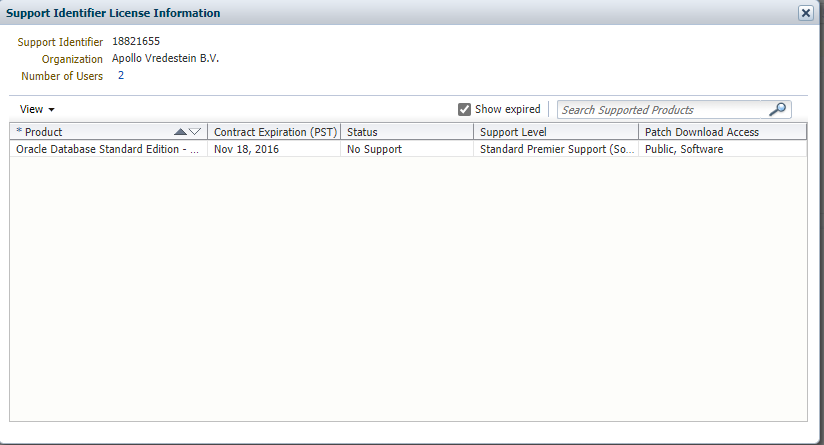 Support Identifier License Information
Support Identifier 18821655
Organization Apollo Vredestein B.V.
Number of Users 2
View Show expired Search Supported Products
* Product Contract Expiration (PST) Status Support Level Patch Download Access
Oracle Database Standard Edition - ... Nov 18, 2016 No Support Standard Premier Support (So... Public, Software